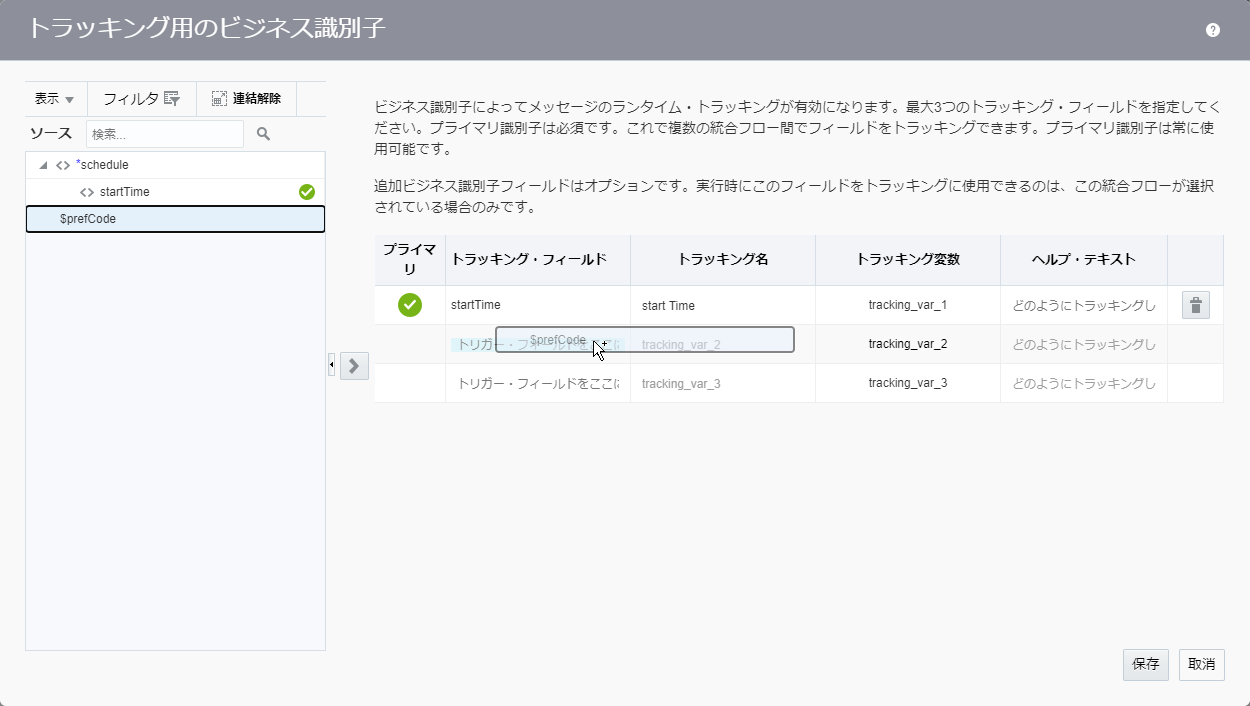 トラッキング用のビジネス識別子
?
表示 フィルタ 連結解除
ソース 検索...
<> *schedule
<> startTime
$prefCode
ビジネス識別子によってメッセージのランタイム・トラッキングが有効になります。最大3つのトラッキング・フィールドを指定してく
ださい。プライマリ識別子は必須です。これで複数の統合フロー間でフィールドをトラッキングできます。プライマリ識別子は常に使
用可能です。
追加ビジネス識別子フィールドはオプションです。実行時にこのフィールドをトラッキングに使用できるのは、この統合フローが選択
されている場合のみです。
プライマ
リ
トラッキング・フィールド トラッキング名 トラッキング変数 ヘルプ・テキスト
startTime start Time tracking_var_1 どのようにトラッキングし
トリガー・フィールドをここに tracking_var_2 tracking_var_2 どのようにトラッキングし
$prefCode
トリガー・フィールドをここに tracking_var_3 tracking_var_3 どのようにトラッキングし
保存 取消